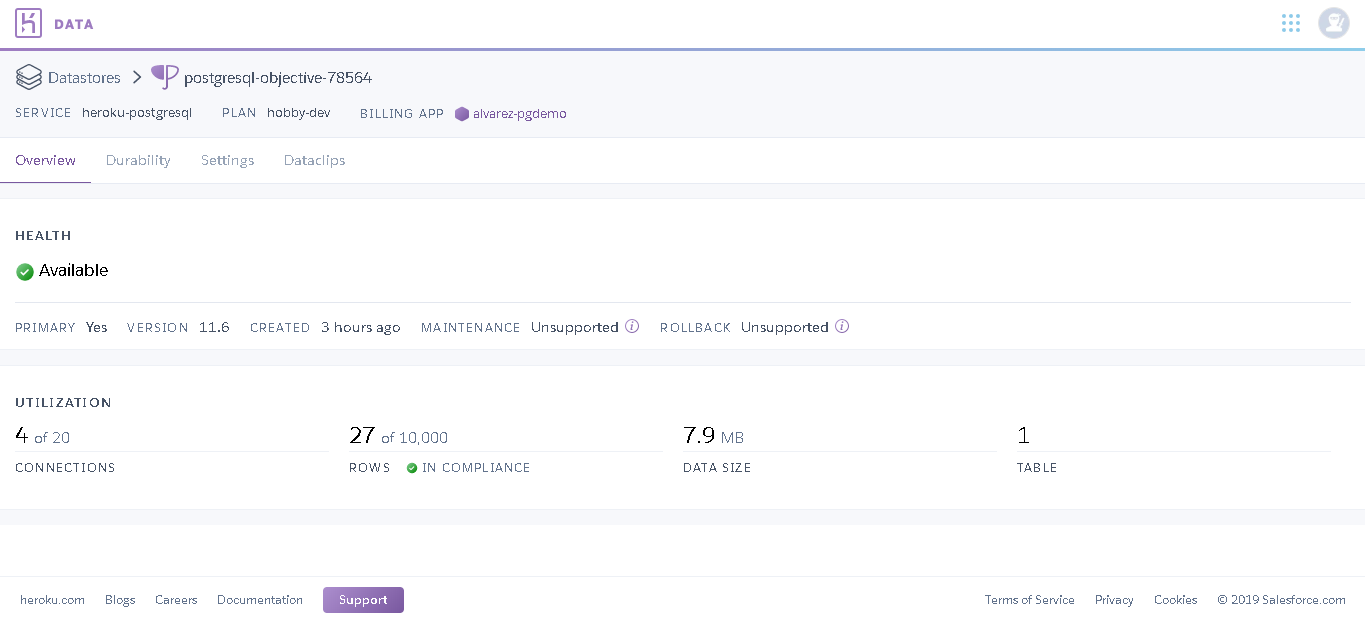 DATA
Datastores postgresql-objective-78564
SERVICE heroku-postgresql PLAN hobby-dev BILLING APP alvarez-pgdemo
Overview Durability Settings Dataclips
HEALTH
Available
PRIMARY Yes VERSION 11.6 CREATED 3 hours ago MAINTENANCE Unsupported i ROLLBACK Unsupported i
UTILIZATION
4 of 20 27 of 10,000 7.9 MB 1
CONNECTIONS ROWS IN COMPLIANCE DATA SIZE TABLE
heroku.com Blogs Careers Documentation Support Terms of Service Privacy Cookies © 2019 Salesforce.com